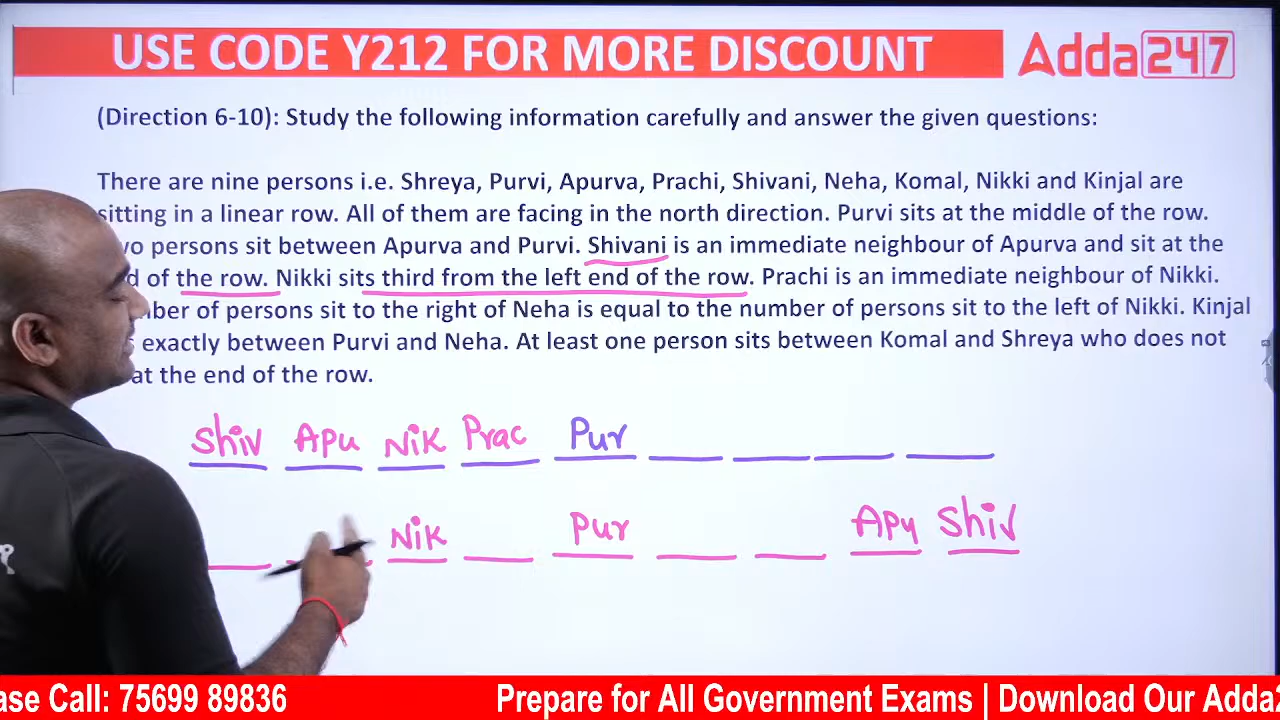 USE CODE Y212 FOR MORE DISCOUNT
Adda247
(Direction 6-10): Study the following information carefully and answer the given questions:
There are nine persons i.e. Shreya, Purvi, Apurva, Prachi, Shivani, Neha, Komal, Nikki and Kinjal are
sitting in a linear row. All of them are facing in the north direction. Purvi sits at the middle of the row.
persons sit between Apurva and Purvi. Shivani is an immediate neighbour of Apurva and sit at the
of the row. Nikki sits third from the left end of the row. Prachi is an immediate neighbour of Nikki.
of persons sit to the right of Neha is equal to the number of persons sit to the left of Nikki. Kinjal
exactly between Purvi and Neha. At least one person sits between Komal and Shreya who does not
at the end of the row.
Shiv Apu Nik Prac Pur
Nik Pur Apu Shiv
Call: 75699 89836
Prepare for All Government Exams | Download Our Adda2